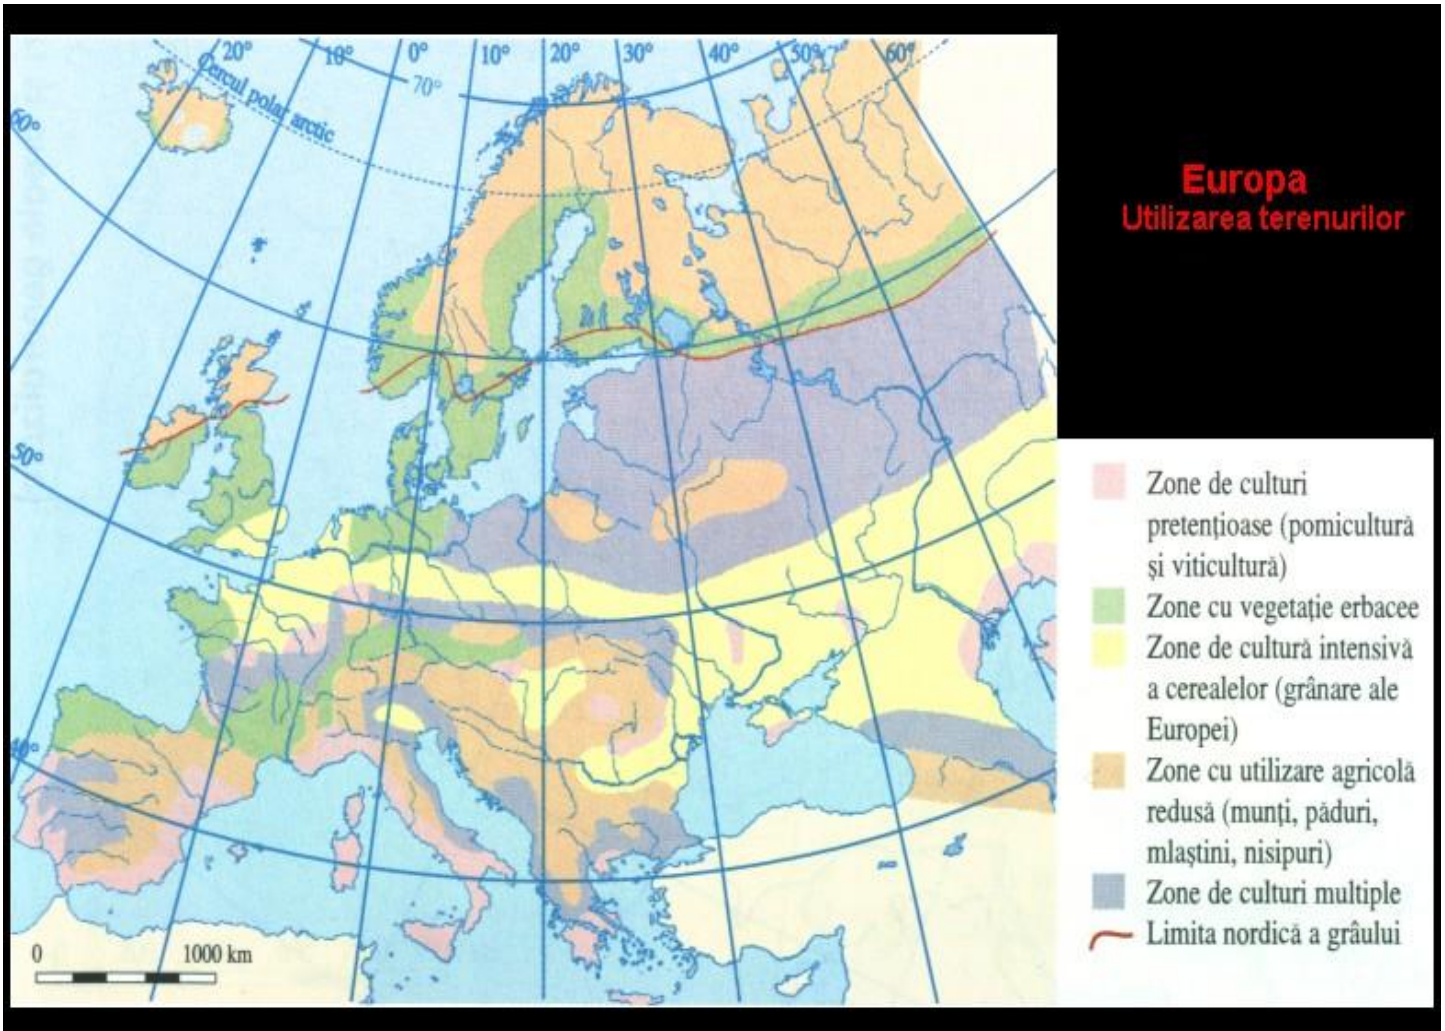 20°
10°
0°
10°
20°
30°
40°
50°
60°
70°
Cercul polar arctic
60°
50°
40°
0
1000 km
Europa
Utilizarea terenurilor
Zone de culturi
pretențioase (pomicultură
și viticultură)
Zone cu vegetație erbacee
Zone de cultură intensivă
a cerealelor (grânare ale
Europei)
Zone cu utilizare agricolă
redusă (munți, păduri,
mlaștini, nisipuri)
Zone de culturi multiple
Limita nordică a grâului